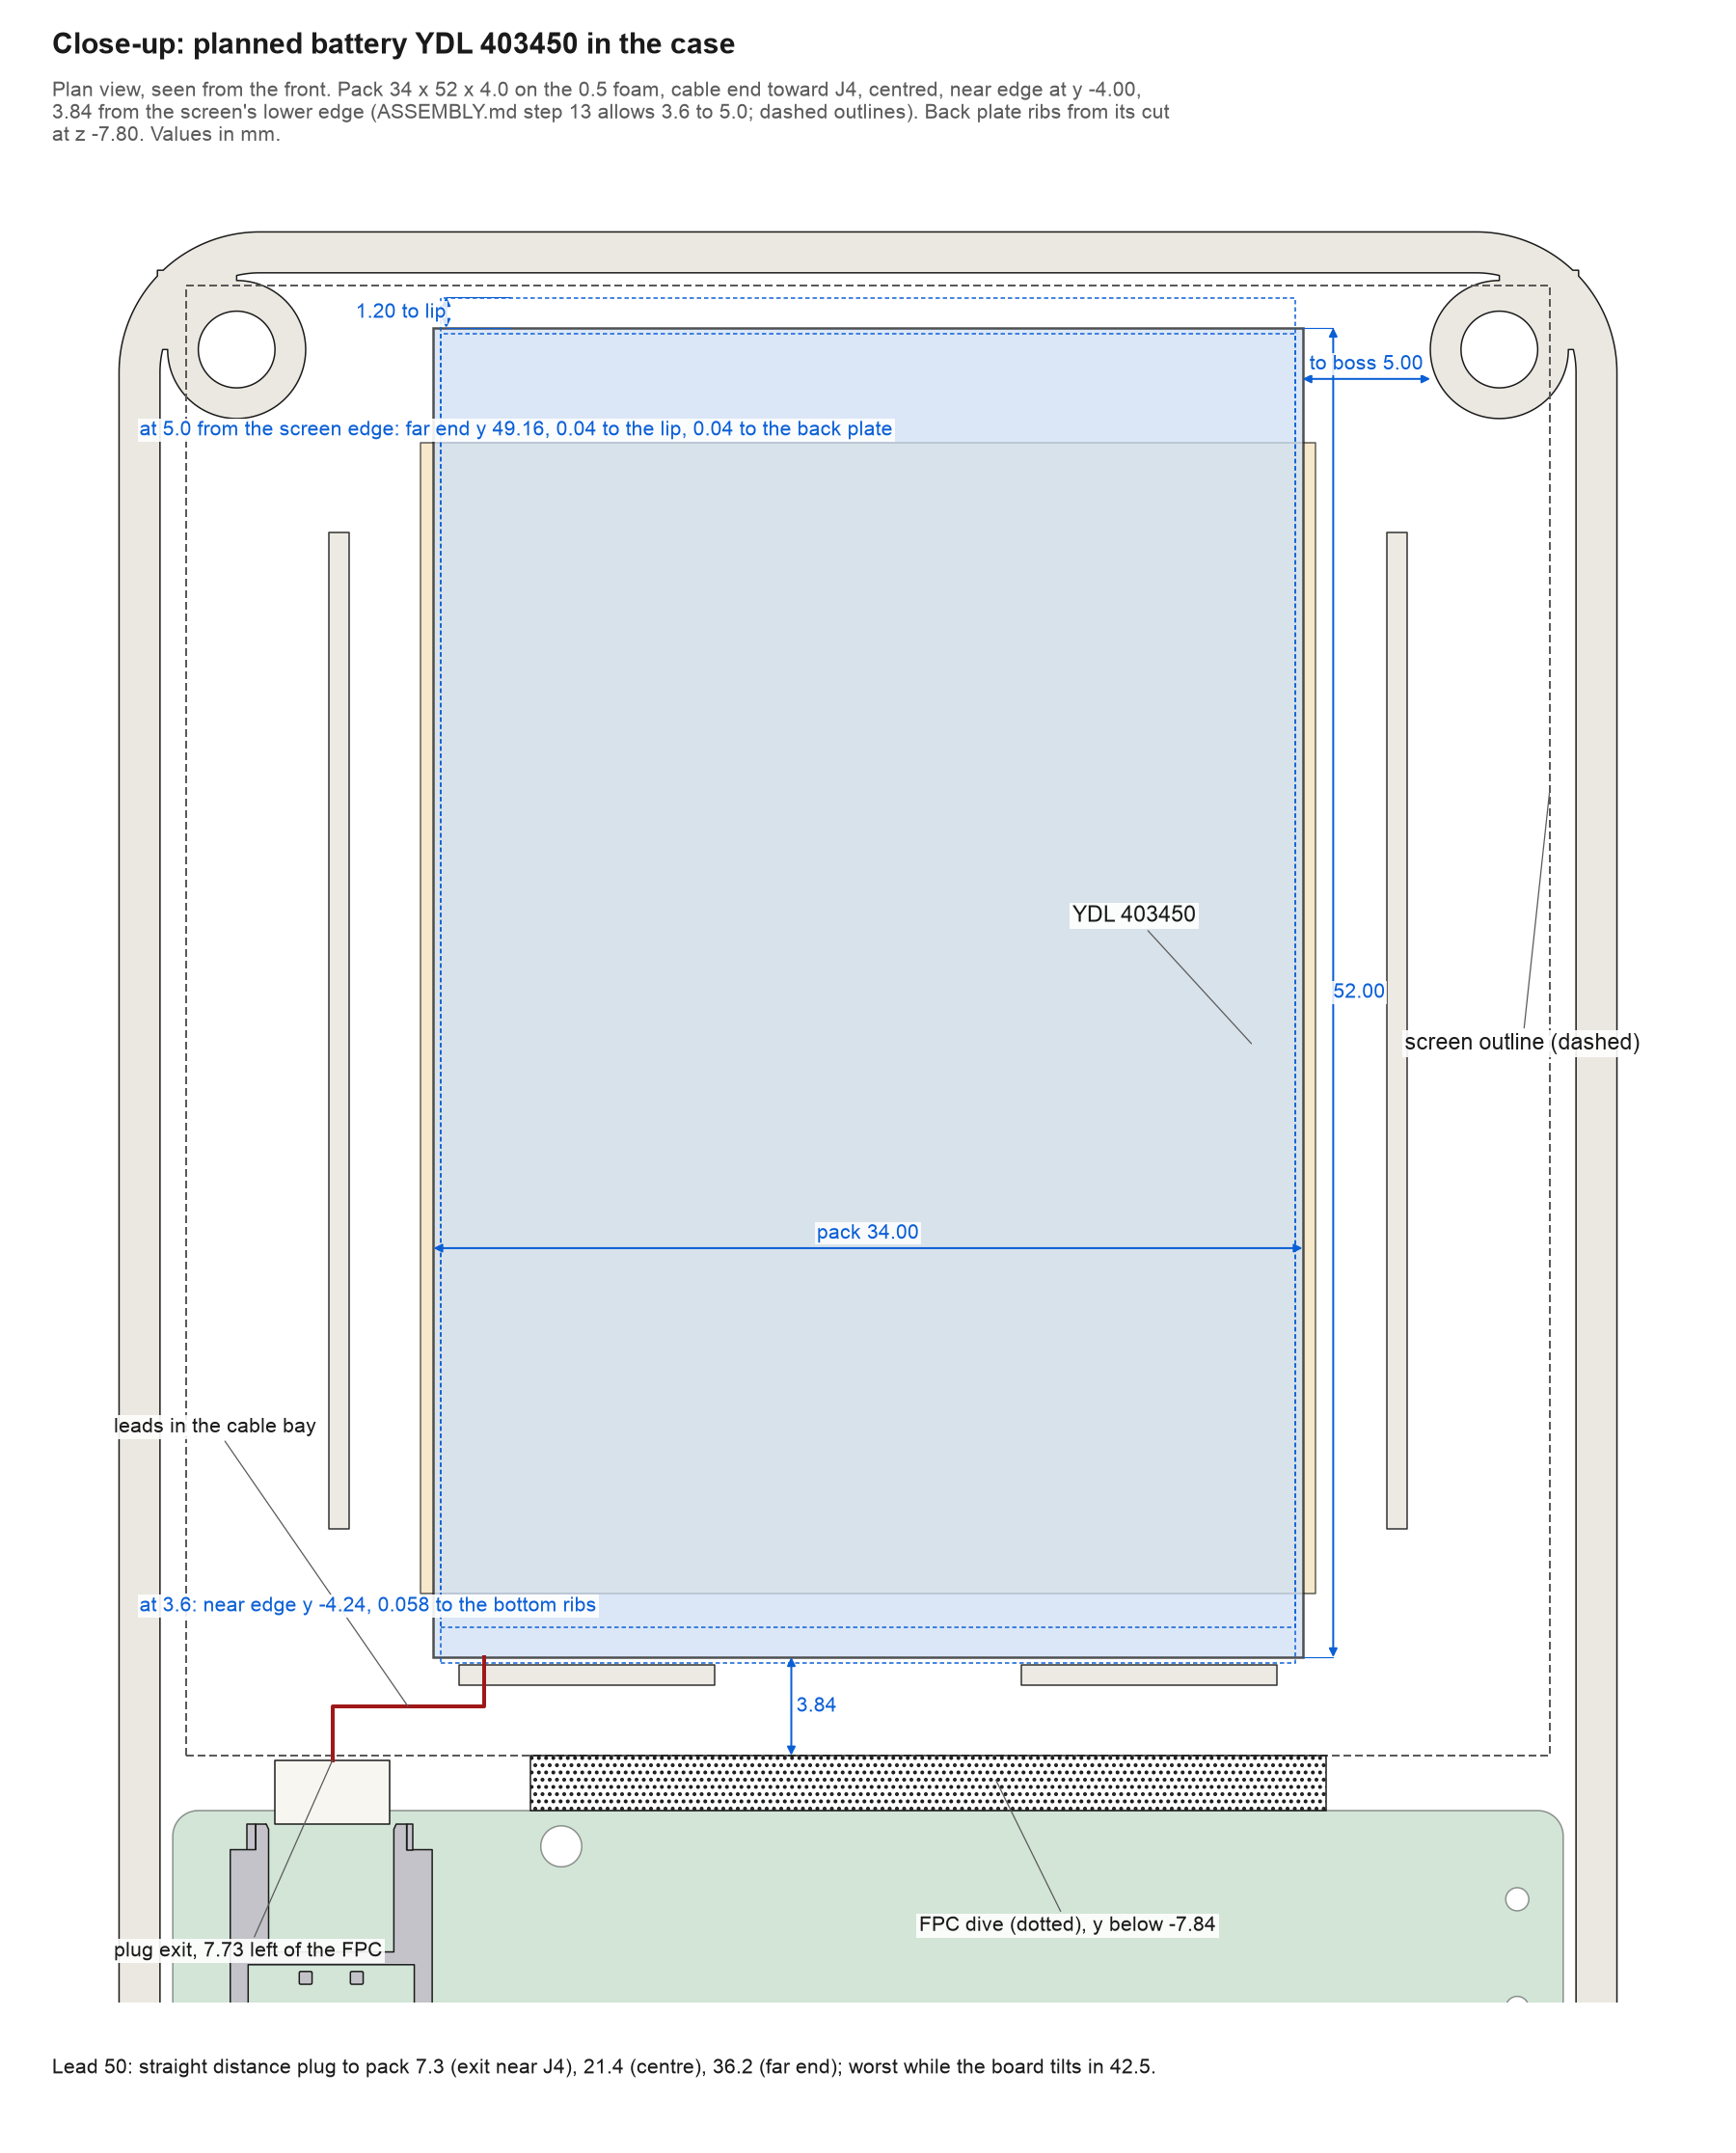 Close-up: planned battery YDL 403450 in the case
Plan view, seen from the front. Pack 34 x 52 x 4.0 on the 0.5 foam, cable end toward J4, centred, near edge at y -4.00,
3.84 from the screen's lower edge (ASSEMBLY.md step 13 allows 3.6 to 5.0; dashed outlines). Back plate ribs from its cut
at z -7.80. Values in mm.
1.20 to lip
to boss 5.00
at 5.0 from the screen edge: far end y 49.16, 0.04 to the lip, 0.04 to the back plate
YDL 403450
52.00
screen outline (dashed)
pack 34.00
leads in the cable bay
at 3.6: near edge y -4.24, 0.058 to the bottom ribs
3.84
FPC dive (dotted), y below -7.84
plug exit, 7.73 left of the FPC
Lead 50: straight distance plug to pack 7.3 (exit near J4), 21.4 (centre), 36.2 (far end); worst while the board tilts in 42.5.